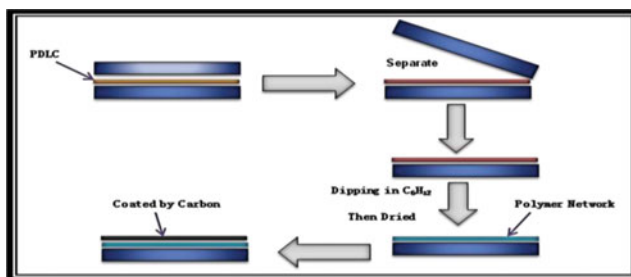 PDLC
Separate
Dipping in C₆H₁₂
Then Dried
Polymer Network
Coated by Carbon